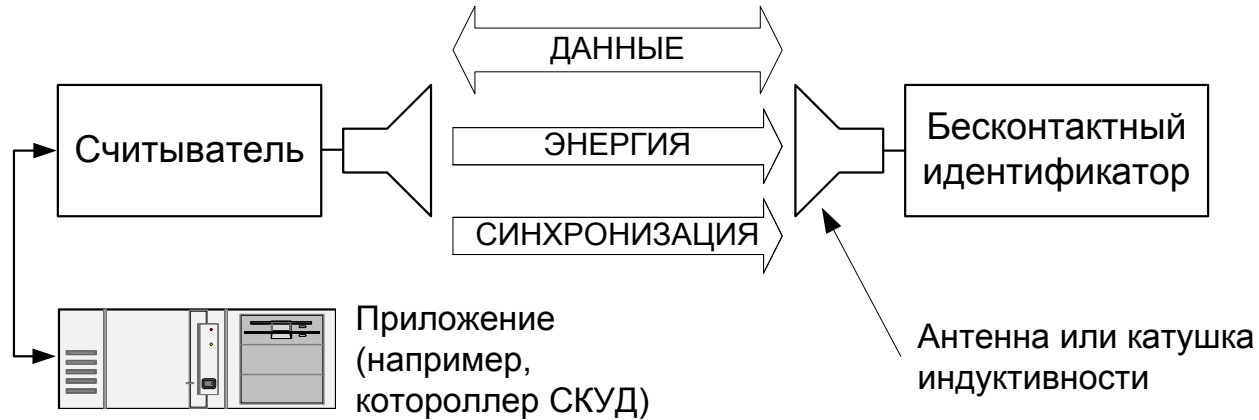 ДАННЫЕ
Считыватель
ЭНЕРГИЯ
Бесконтактный
идентификатор
СИНХРОНИЗАЦИЯ
Приложение
(например,
котороллер СКУД)
Антенна или катушка
индуктивности